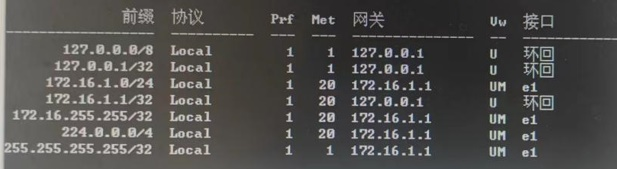 前缀 协议 Prf Met 网关 Vw 接口
127.0.0.0/8 Local 1 1 127.0.0.1 U 环回
127.0.0.1/32 Local 1 1 127.0.0.1 U 环回
172.16.1.0/24 Local 1 20 172.16.1.1 UM e1
172.16.1.1/32 Local 1 20 127.0.0.1 U 环回
172.16.255.255/32 Local 1 20 172.16.1.1 UM e1
224.0.0.0/4 Local 1 20 172.16.1.1 UM e1
255.255.255.255/32 Local 1 1 172.16.1.1 UM e1